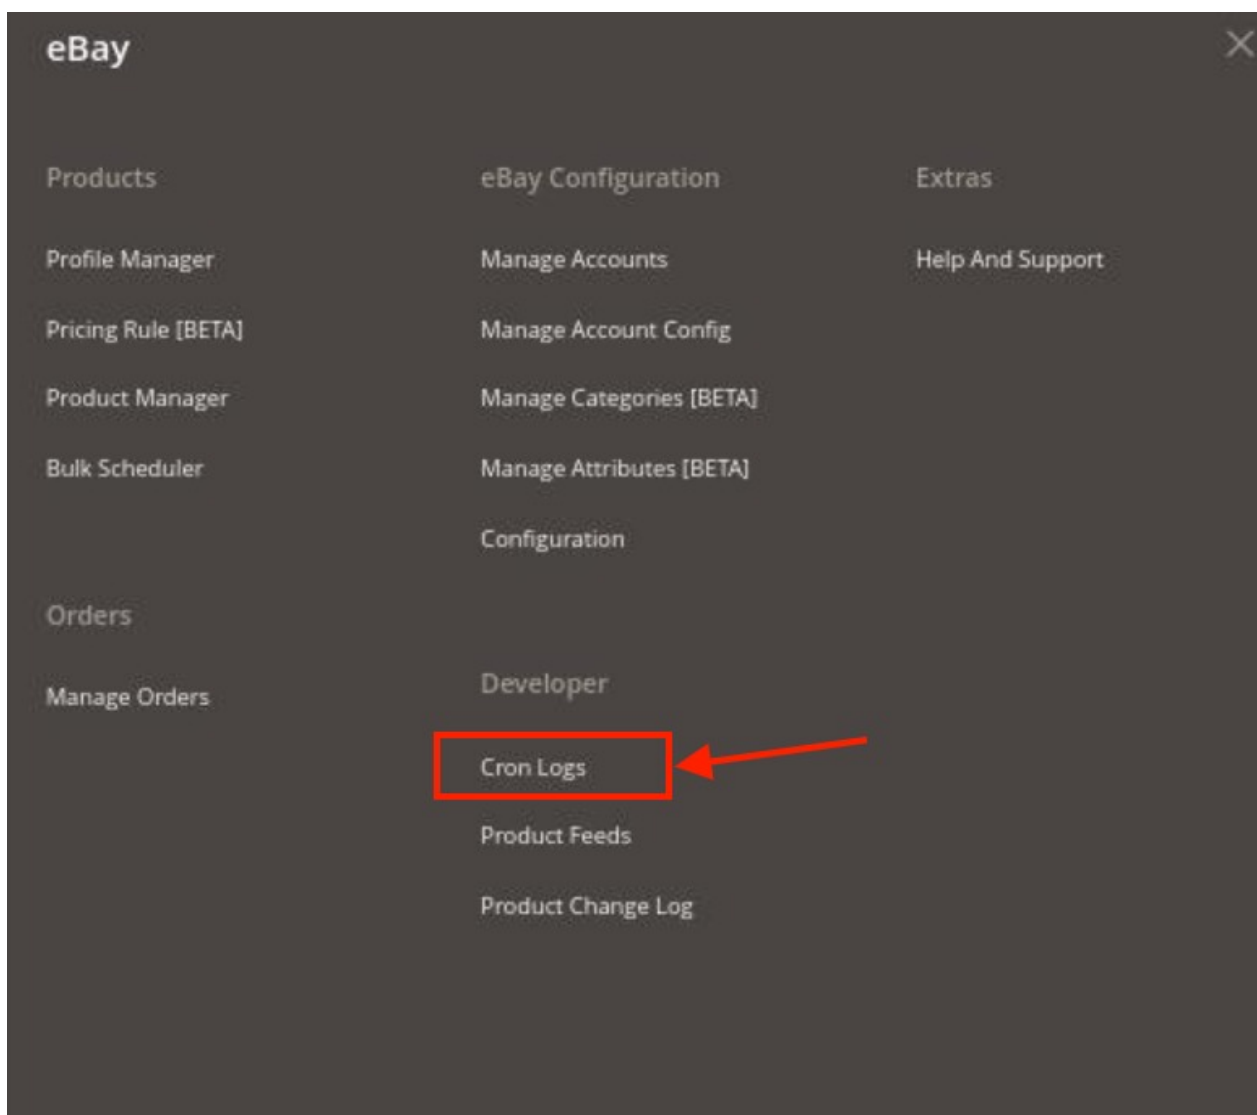 eBay
Products
Profile Manager
Pricing Rule [BETA]
Product Manager
Bulk Scheduler
Orders
Manage Orders
eBay Configuration
Manage Accounts
Manage Account Config
Manage Categories [BETA]
Manage Attributes [BETA]
Configuration
Developer
Cron Logs
Product Feeds
Product Change Log
Extras
Help And Support